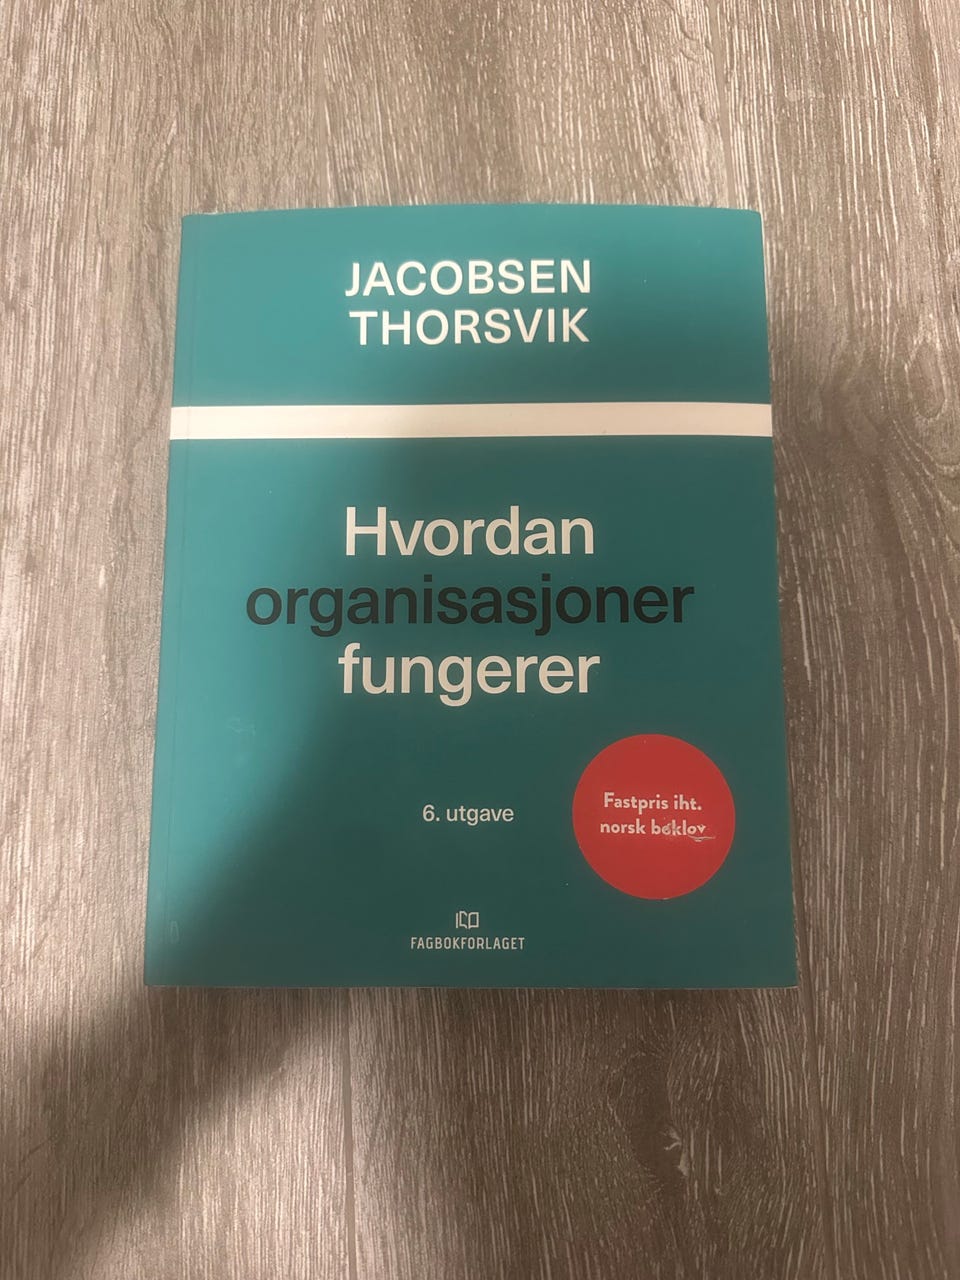 JACOBSEN
THORSVIK
Hvordan
organisasjoner
fungerer
6. utgave
Fastpris iht.
norsk boklov
FAGBOKFORLAGET